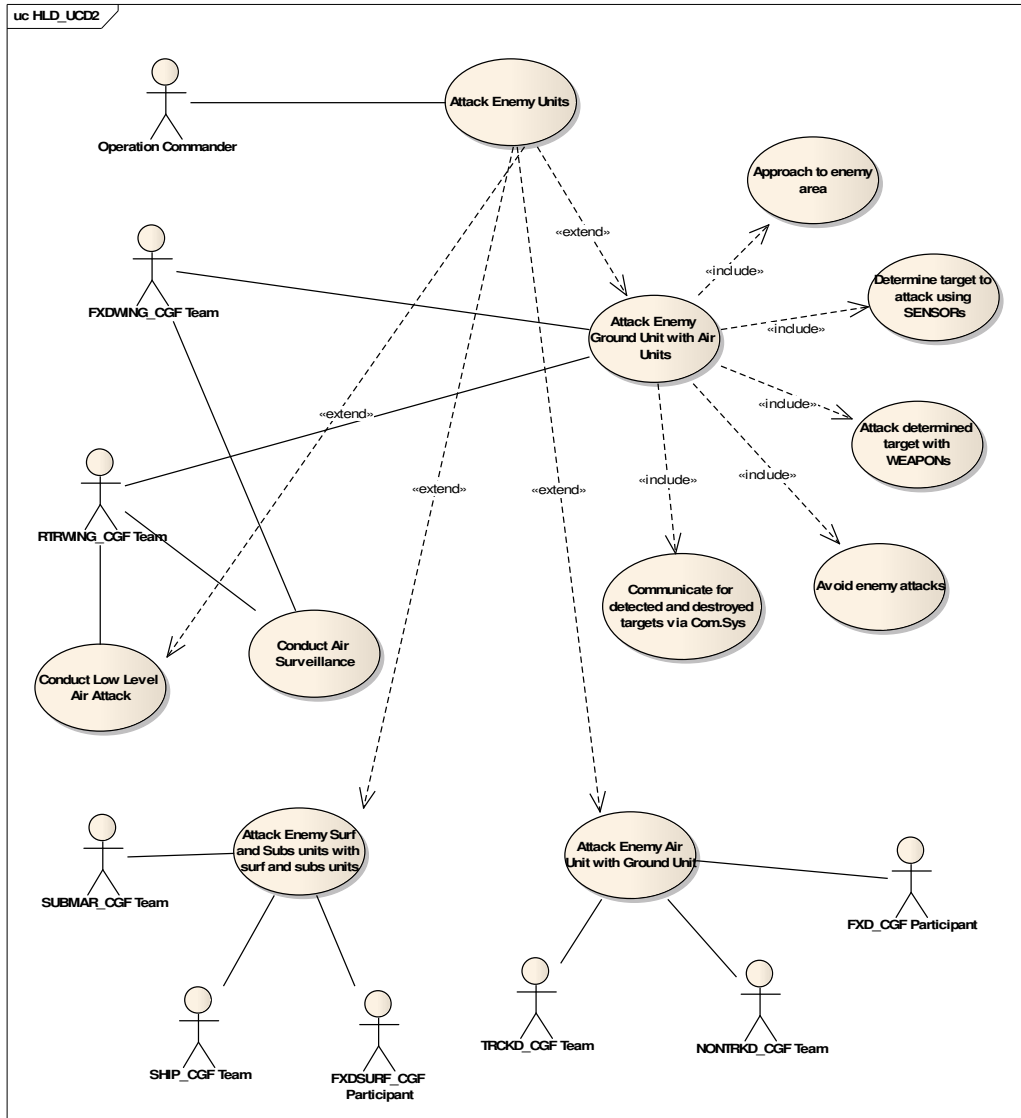 uc HLD_UCD2
Operation Commander
Attack Enemy Units
Approach to enemy
area
«extend»
FXDWING_CGF Team
«include»
Determine target to
attack using
SENSORs
Attack Enemy
Ground Unit with Air
Units
«include»
«extend»
«include»
Attack determined
target with
WEAPONs
RTRWING_CGF Team
«extend»
«extend»
«include»
«include»
Communicate for
detected and destroyed
targets via Com.Sys
Avoid enemy attacks
Conduct Air
Surveillance
Conduct Low Level
Air Attack
SUBMAR_CGF Team
Attack Enemy Surf
and Subs units with
surf and subs units
Attack Enemy Air
Unit with Ground Unit
FXD_CGF Participant
SHIP_CGF Team
FXDSURF_CGF
Participant
TRCKD_CGF Team
NONTRKD_CGF Team